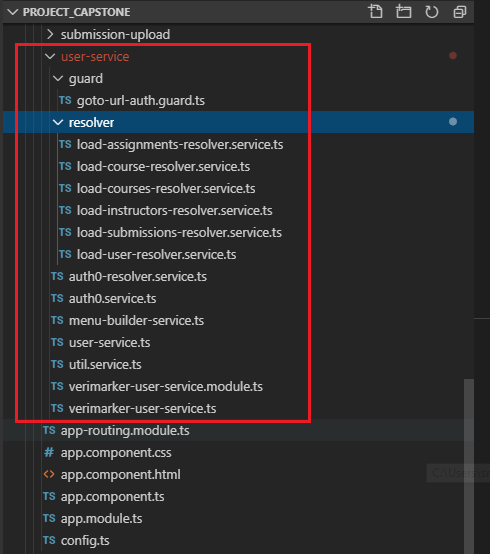 PROJECT_CAPSTONE
submission-upload
user-service
guard
TS goto-url-auth.guard.ts
resolver
TS load-assignments-resolver.service.ts
TS load-course-resolver.service.ts
TS load-courses-resolver.service.ts
TS load-instructors-resolver.service.ts
TS load-submissions-resolver.service.ts
TS load-user-resolver.service.ts
TS auth0-resolver.service.ts
TS auth0.service.ts
TS menu-builder-service.ts
TS user-service.ts
TS util.service.ts
TS verimarker-user-service.module.ts
TS verimarker-user-service.ts
TS app-routing.module.ts
# app.component.css
<> app.component.html
TS app.component.ts
TS app.module.ts
TS config.ts